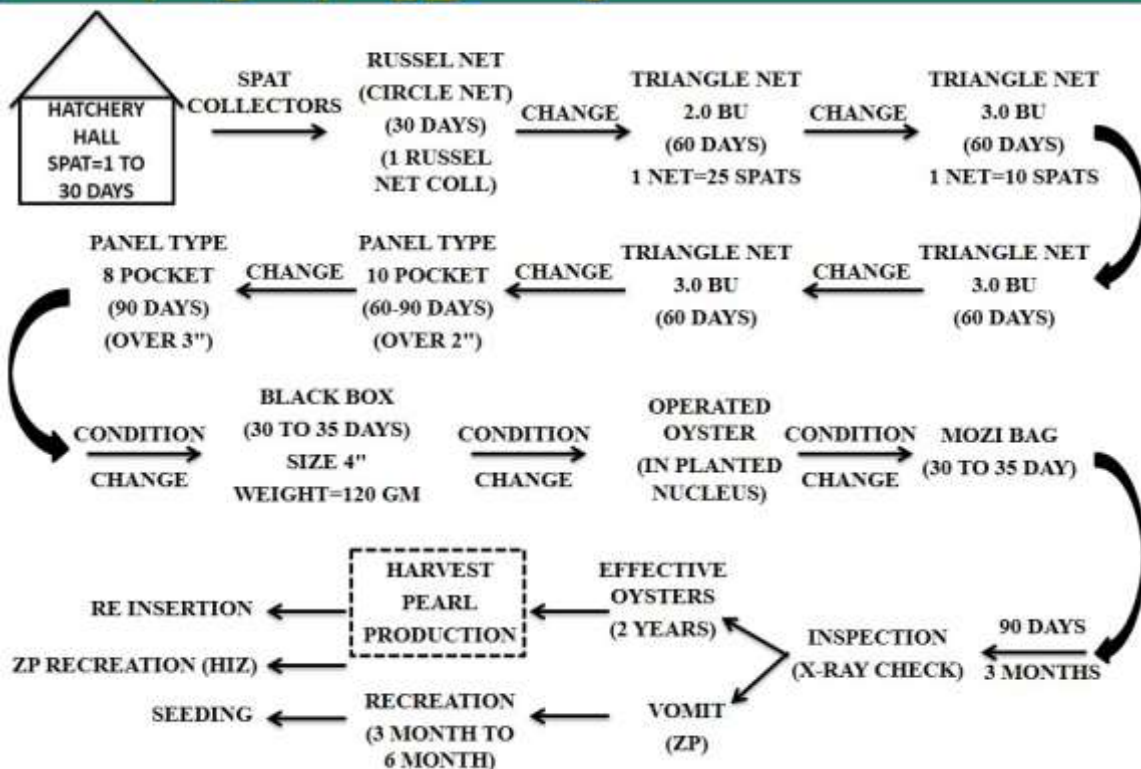 HATCHERY
HALL
SPAT=1 TO
30 DAYS
SPAT
COLLECTORS
RUSSEL NET
(CIRCLE NET)
(30 DAYS)
(1 RUSSEL
NET COLL)
CHANGE
TRIANGLE NET
2.0 BU
(60 DAYS)
1 NET=25 SPATS
CHANGE
TRIANGLE NET
3.0 BU
(60 DAYS)
1 NET=10 SPATS
TRIANGLE NET
3.0 BU
(60 DAYS)
CHANGE
TRIANGLE NET
3.0 BU
(60 DAYS)
CHANGE
PANEL TYPE
10 POCKET
(60-90 DAYS)
(OVER 2")
CHANGE
PANEL TYPE
8 POCKET
(90 DAYS)
(OVER 3")
CONDITION
CHANGE
BLACK BOX
(30 TO 35 DAYS)
SIZE 4"
WEIGHT=120 GM
CONDITION
CHANGE
OPERATED
OYSTER
(IN PLANTED
NUCLEUS)
CONDITION
CHANGE
MOZI BAG
(30 TO 35 DAY)
90 DAYS
3 MONTHS
INSPECTION
(X-RAY CHECK)
EFFECTIVE
OYSTERS
(2 YEARS)
HARVEST
PEARL
PRODUCTION
RE INSERTION
ZP RECREATION (HIZ)
VOMIT
(ZP)
RECREATION
(3 MONTH TO
6 MONTH)
SEEDING